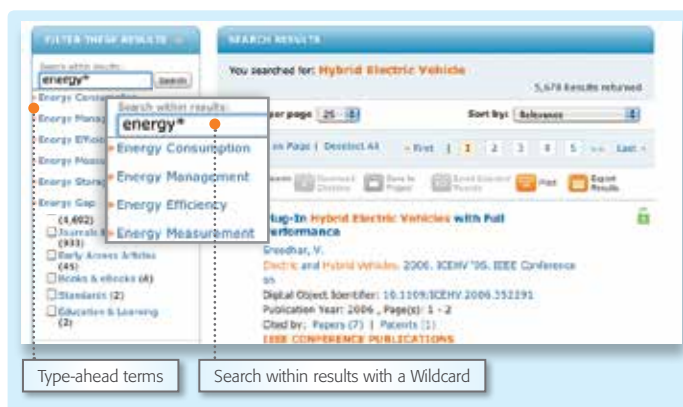 FILTER THESE RESULTS
SEARCH RESULTS
Search within results:
energy*
Search
You searched for: Hybrid Electric Vehicle
5,678 Results returned
Energy Consumption
Energy Manag
Energy Efficie
Energy Measu
Energy Storag
Energy Gap
Search within results:
energy*
Energy Consumption
Energy Management
Energy Efficiency
Energy Measurement
per page 25
Sort by: Relevance
on Page | Deselect All
« First | 1 2 3 4 5 »» Last »
Print
Export Results
(4,602)
Journals &
(933)
Early Access Articles
(45)
Books & eBooks (4)
Standards (2)
Education & Learning
(2)
Plug-In Hybrid Electric Vehicles with Full
Performance
Sreedhar, V.
Electric and Hybrid Vehicles, 2006. ICEHV '06. IEEE Conference
on
Digital Object Identifier: 10.1109/ICEHV.2006.352291
Publication Year: 2006, Page(s): 1 - 2
Cited by: Papers (7) | Patents (1)
IEEE CONFERENCE PUBLICATIONS
Type-ahead terms
Search within results with a Wildcard